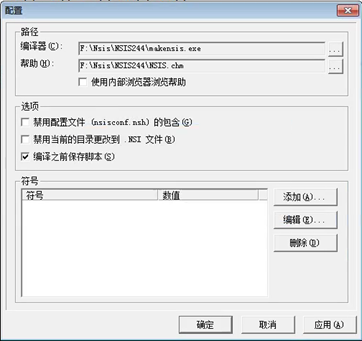 配置
路径
编译器(C): F:\Nsis\NSIS244\makensis.exe ...
帮助(H): F:\Nsis\NSIS244\NSIS.chm ...
使用内部浏览器浏览帮助
选项
禁用配置文件 (nsisconf.nsh) 的包含(G)
禁用当前的目录更改到 .NSI 文件(D)
编译之前保存脚本(S)
符号
符号 数值
添加(A)...
编辑(E)...
删除(D)
确定 取消 应用(A)